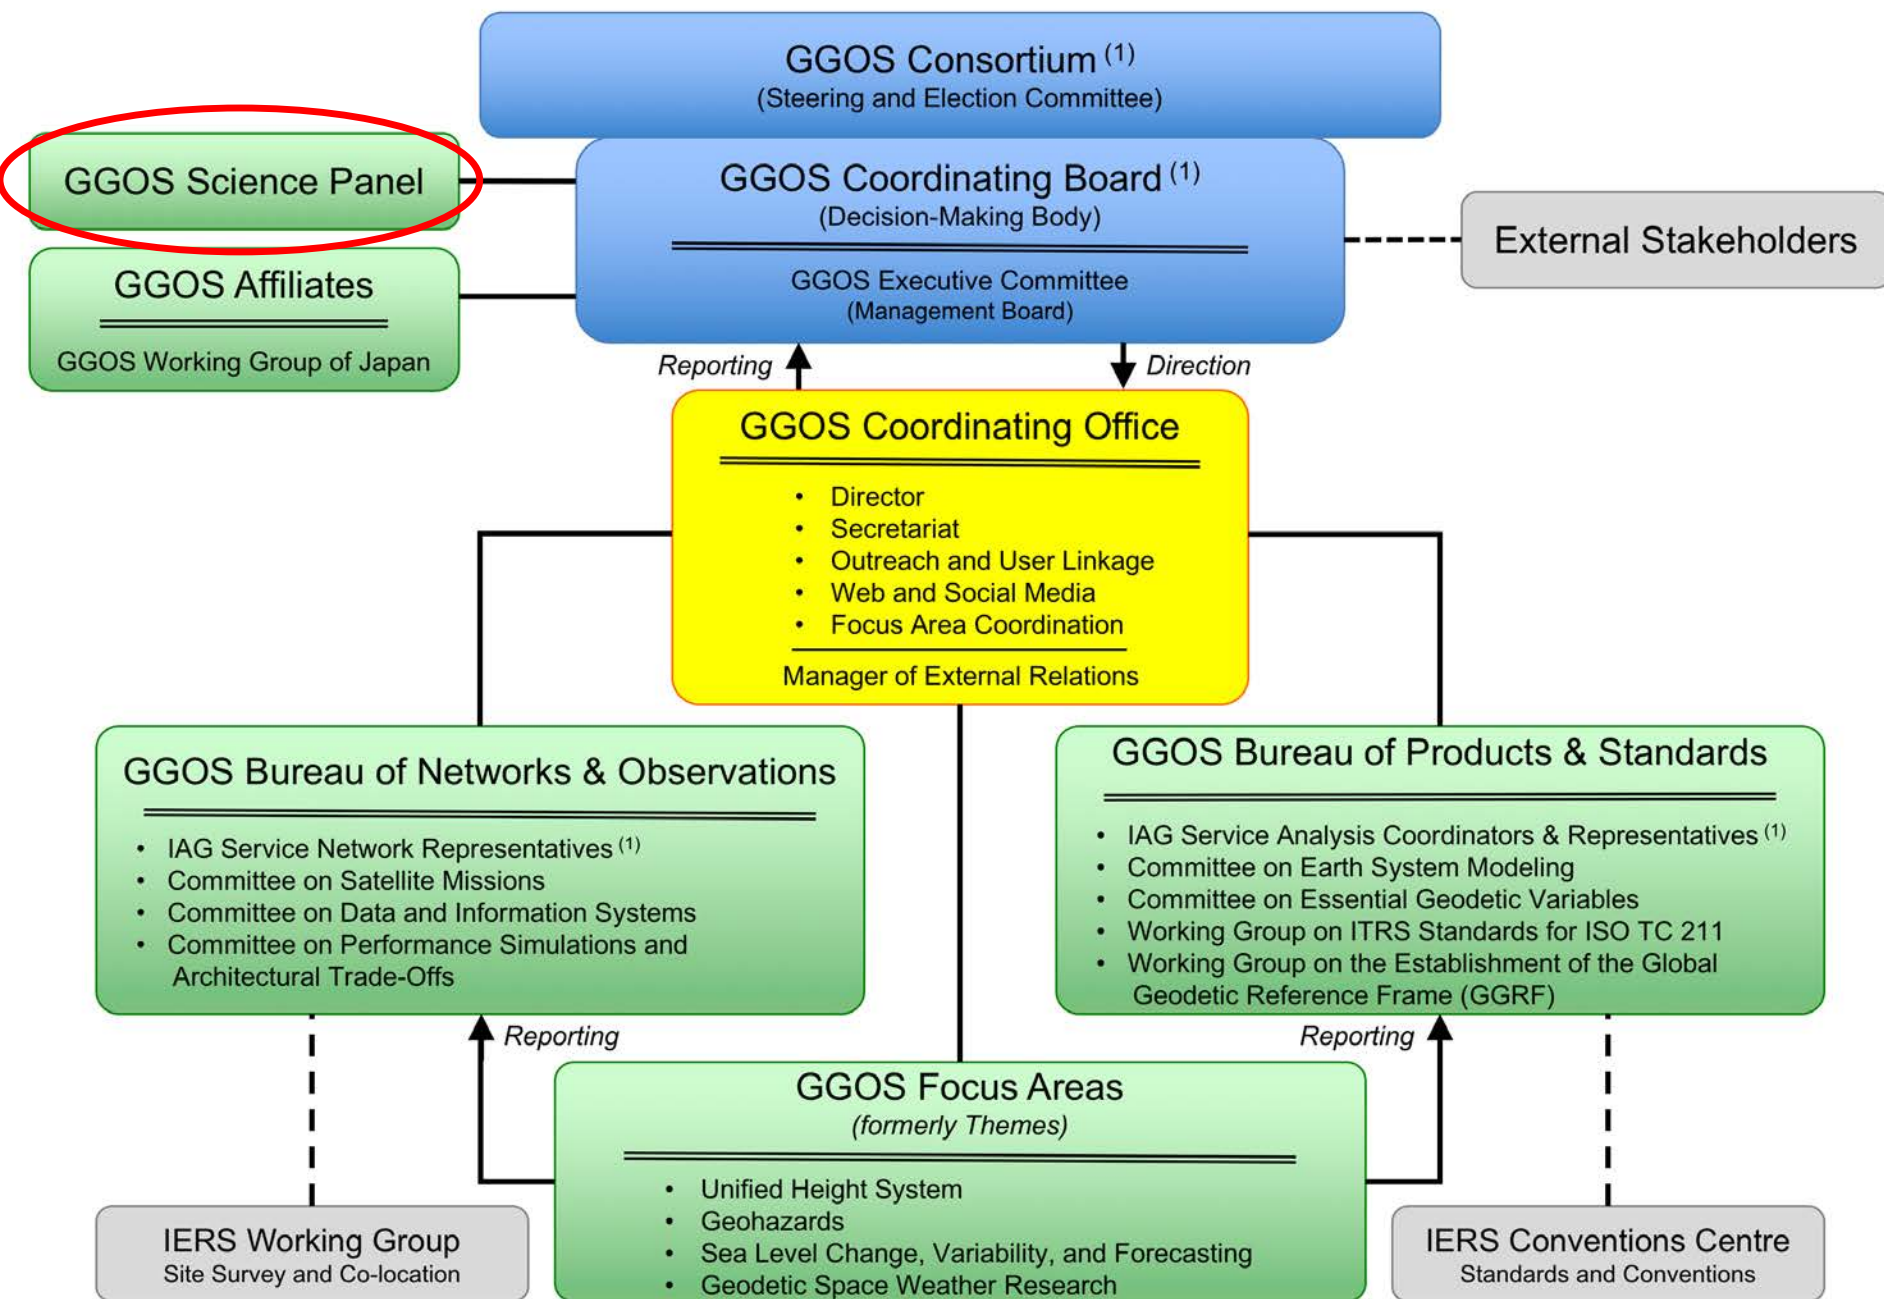 GGOS Consortium (1)
(Steering and Election Committee)
GGOS Science Panel
GGOS Coordinating Board (1)
(Decision-Making Body)
GGOS Executive Committee
(Management Board)
External Stakeholders
GGOS Affiliates
GGOS Working Group of Japan
Reporting
Direction
GGOS Coordinating Office
• Director
• Secretariat
• Outreach and User Linkage
• Web and Social Media
• Focus Area Coordination
Manager of External Relations
GGOS Bureau of Networks & Observations
• IAG Service Network Representatives (1)
• Committee on Satellite Missions
• Committee on Data and Information Systems
• Committee on Performance Simulations and
Architectural Trade-Offs
GGOS Bureau of Products & Standards
• IAG Service Analysis Coordinators & Representatives (1)
• Committee on Earth System Modeling
• Committee on Essential Geodetic Variables
• Working Group on ITRS Standards for ISO TC 211
• Working Group on the Establishment of the Global
Geodetic Reference Frame (GGRF)
Reporting
Reporting
GGOS Focus Areas
(formerly Themes)
• Unified Height System
• Geohazards
• Sea Level Change, Variability, and Forecasting
• Geodetic Space Weather Research
IERS Working Group
Site Survey and Co-location
IERS Conventions Centre
Standards and Conventions